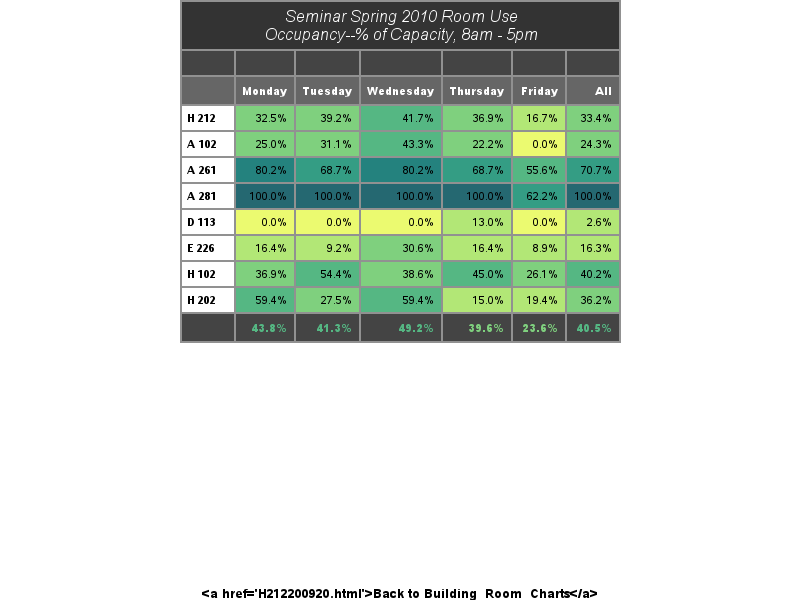 Seminar Spring 2010 Room Use
Occupancy--% of Capacity, 8am - 5pm
Monday Tuesday Wednesday Thursday Friday All
H 212 32.5% 39.2% 41.7% 36.9% 16.7% 33.4%
A 102 25.0% 31.1% 43.3% 22.2% 0.0% 24.3%
A 261 80.2% 68.7% 80.2% 68.7% 55.6% 70.7%
A 281 100.0% 100.0% 100.0% 100.0% 62.2% 100.0%
D 113 0.0% 0.0% 0.0% 13.0% 0.0% 2.6%
E 226 16.4% 9.2% 30.6% 16.4% 8.9% 16.3%
H 102 36.9% 54.4% 38.6% 45.0% 26.1% 40.2%
H 202 59.4% 27.5% 59.4% 15.0% 19.4% 36.2%
43.8% 41.3% 49.2% 39.6% 23.6% 40.5%
<a href='H212200920.html'>Back to Building_Room_Charts</a>